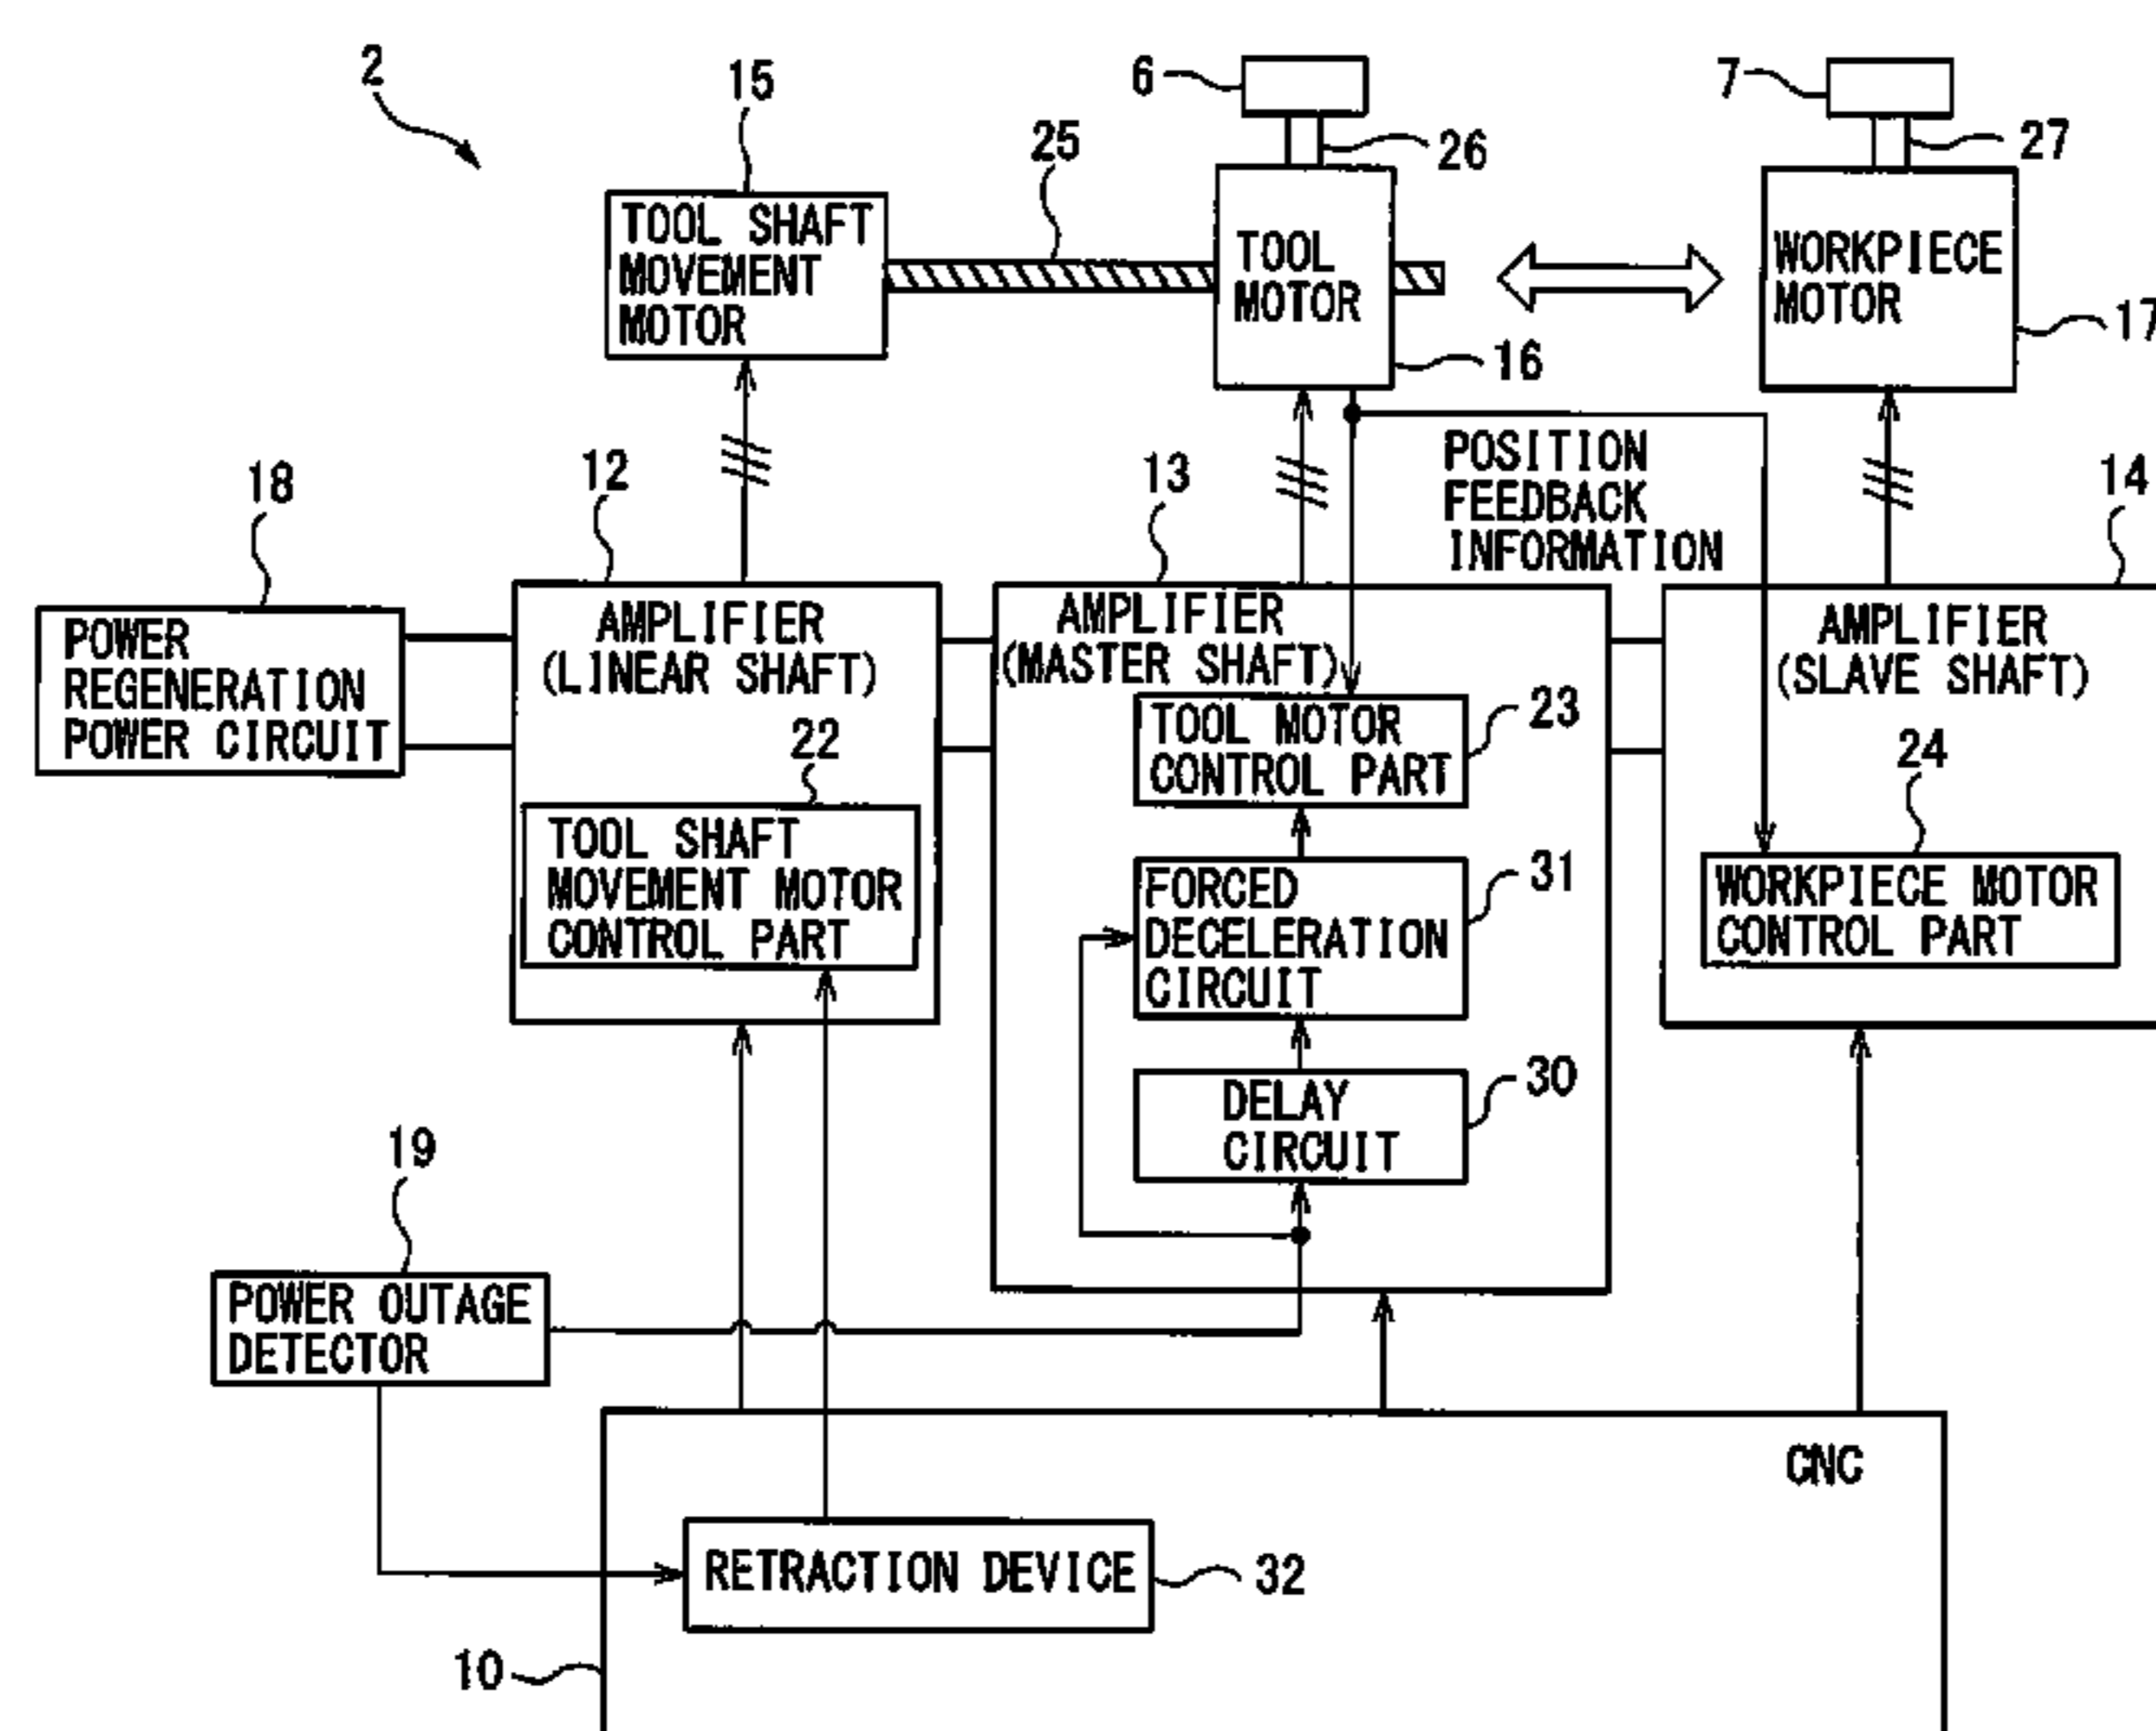 2
15
6
7
25
26
27
TOOL SHAFT
MOVEMENT
MOTOR
TOOL
MOTOR
WORKPIECE
MOTOR
17
16
18
12
13
POSITION
FEEDBACK
INFORMATION
14
POWER
REGENERATION
POWER CIRCUIT
AMPLIFIER
(LINEAR SHAFT)
AMPLIFIER
(MASTER SHAFT)
AMPLIFIER
(SLAVE SHAFT)
22
23
24
TOOL MOTOR
CONTROL PART
TOOL SHAFT
MOVEMENT MOTOR
CONTROL PART
FORCED
DECELERATION
CIRCUIT
31
WORKPIECE MOTOR
CONTROL PART
DELAY
CIRCUIT
30
19
POWER OUTAGE
DETECTOR
CNC
RETRACTION DEVICE
32
10